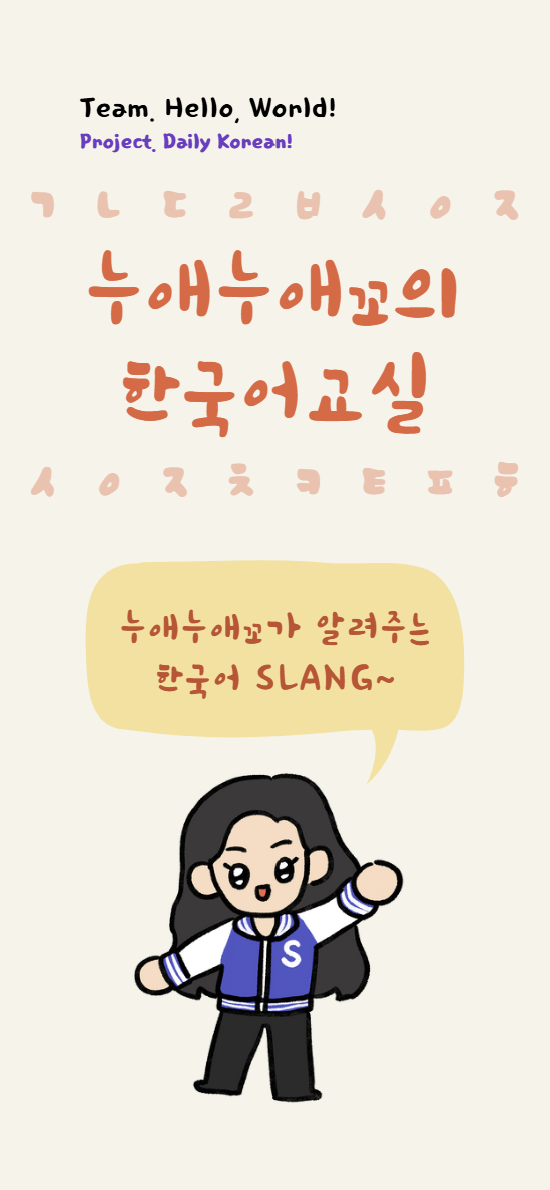 Team. Hello, World!
Project. Daily Korean!
ㄱ ㄴ ㄷ ㄹ ㅂ ㅅ ㅇ ㅈ
누애누애꼬의
한국어교실
ㅅ ㅇ ㅈ ㅊ ㅋ ㅌ ㅍ ㅎ
누애누애꼬가 알려주는
한국어 SLANG~
S